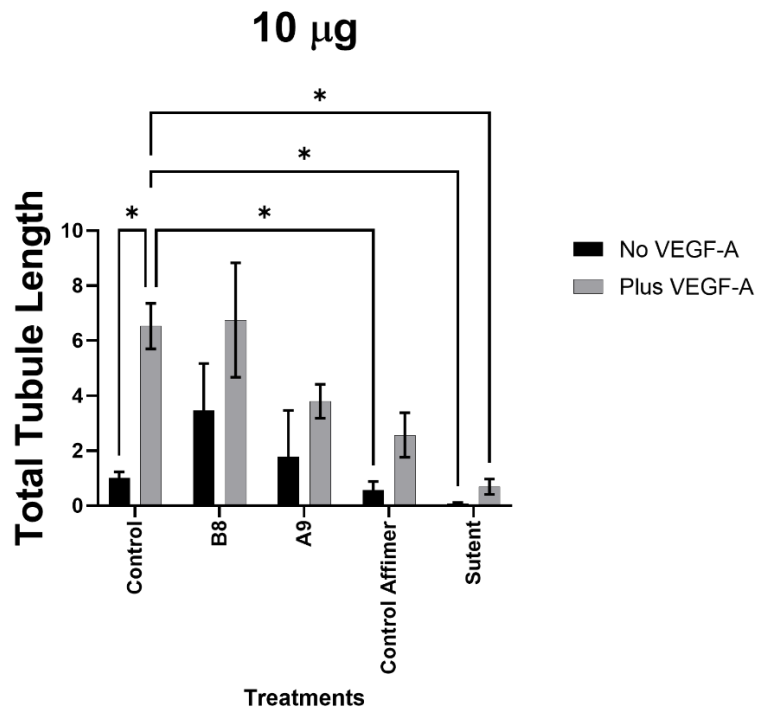 10 μg
*
*
*
*
Total Tubule Length
10
8
6
4
2
0
Control
B8
A9
Control Affimer
Sutent
Treatments
No VEGF-A
Plus VEGF-A